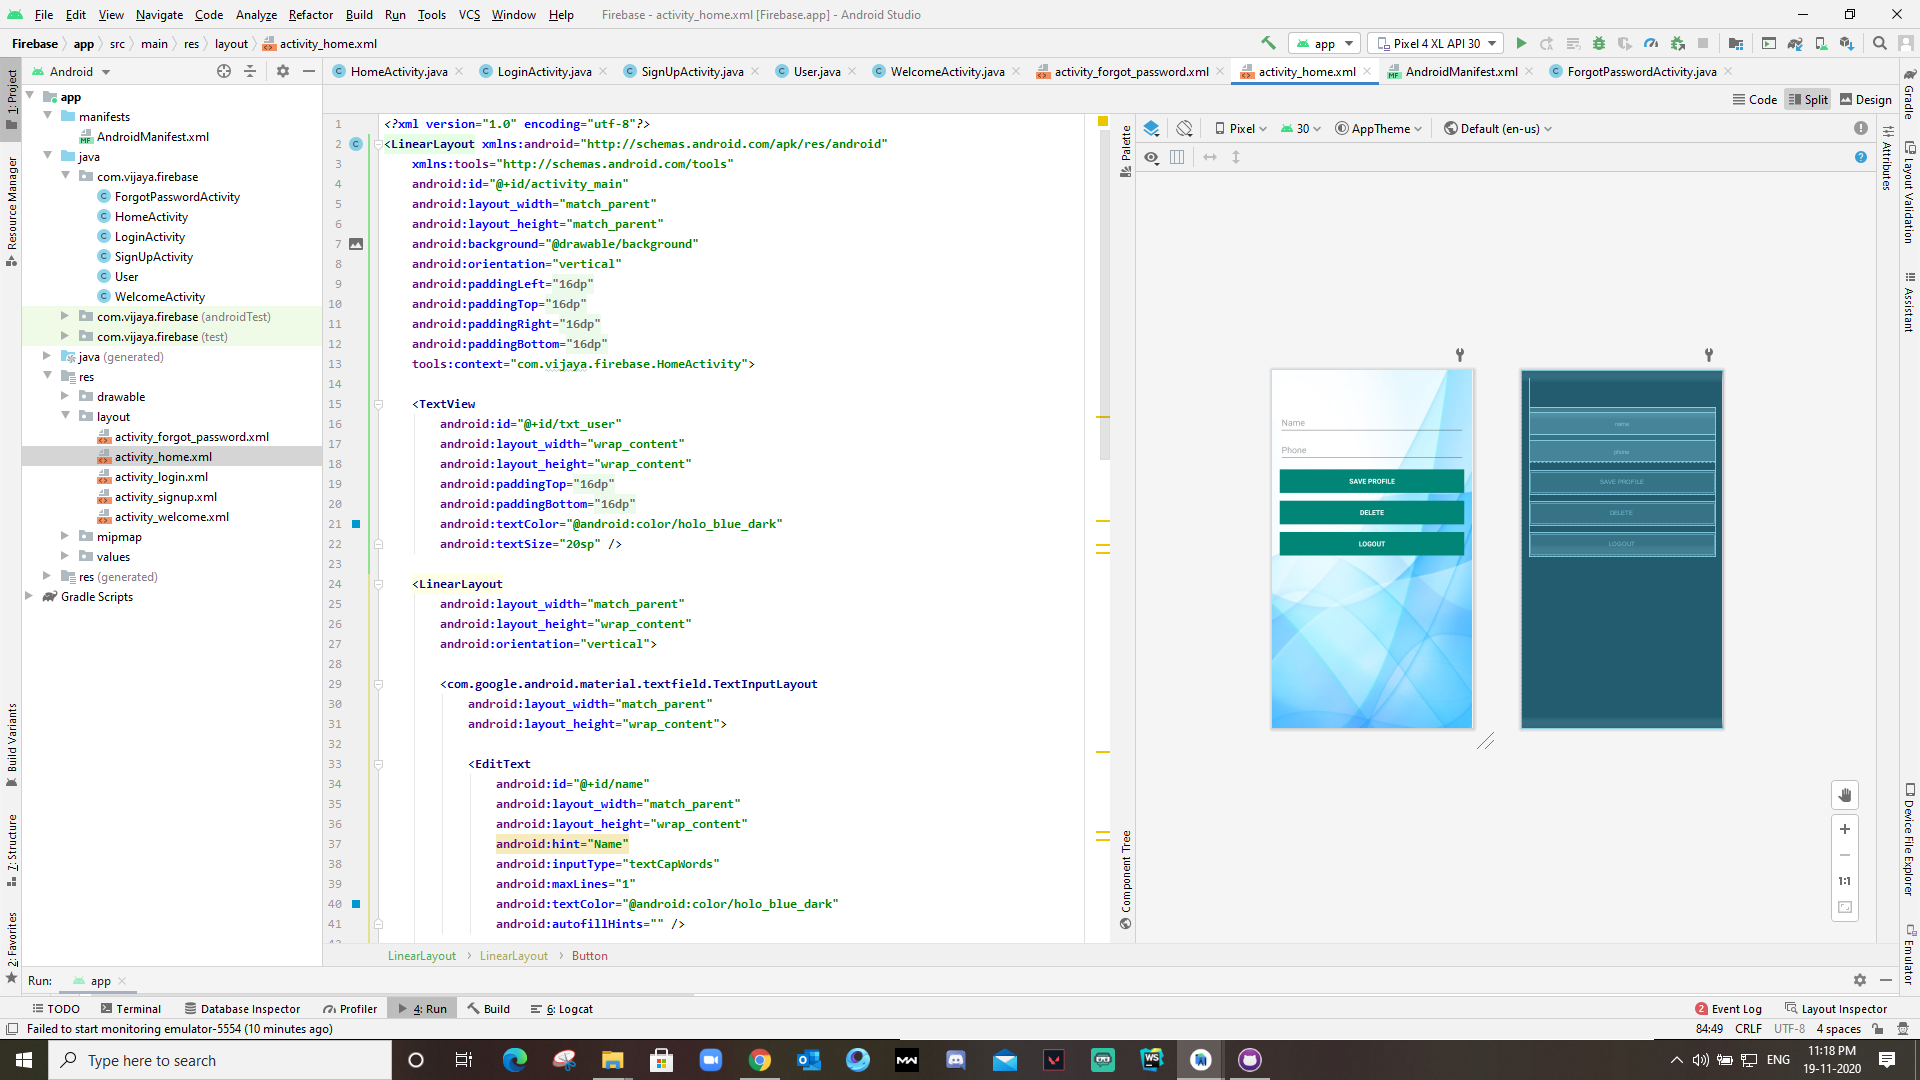 File Edit View Navigate Code Analyze Refactor Build Run Tools VCS Window Help Firebase - activity_home.xml [Firebase.app] - Android Studio
Firebase app src main res layout activity_home.xml
app Pixel 4 XL API 30
Android
HomeActivity.java LoginActivity.java SignUpActivity.java User.java WelcomeActivity.java activity_forgot_password.xml activity_home.xml AndroidManifest.xml ForgotPasswordActivity.java
Code Split Design
1: Project
Resource Manager
Build Variants
7: Structure
2: Favorites
app
manifests
AndroidManifest.xml
java
com.vijaya.firebase
ForgotPasswordActivity
HomeActivity
LoginActivity
SignUpActivity
User
WelcomeActivity
com.vijaya.firebase (androidTest)
com.vijaya.firebase (test)
java (generated)
res
drawable
layout
activity_forgot_password.xml
activity_home.xml
activity_login.xml
activity_signup.xml
activity_welcome.xml
mipmap
values
res (generated)
Gradle Scripts
1 <?xml version="1.0" encoding="utf-8"?>
2 <LinearLayout xmlns:android="http://schemas.android.com/apk/res/android"
3 xmlns:tools="http://schemas.android.com/tools"
4 android:id="@+id/activity_main"
5 android:layout_width="match_parent"
6 android:layout_height="match_parent"
7 android:background="@drawable/background"
8 android:orientation="vertical"
9 android:paddingLeft="16dp"
10 android:paddingTop="16dp"
11 android:paddingRight="16dp"
12 android:paddingBottom="16dp"
13 tools:context="com.vijaya.firebase.HomeActivity">
14
15 <TextView
16 android:id="@+id/txt_user"
17 android:layout_width="wrap_content"
18 android:layout_height="wrap_content"
19 android:paddingTop="16dp"
20 android:paddingBottom="16dp"
21 android:textColor="@android:color/holo_blue_dark"
22 android:textSize="20sp" />
23
24 <LinearLayout
25 android:layout_width="match_parent"
26 android:layout_height="wrap_content"
27 android:orientation="vertical">
28
29 <com.google.android.material.textfield.TextInputLayout
30 android:layout_width="match_parent"
31 android:layout_height="wrap_content">
32
33 <EditText
34 android:id="@+id/name"
35 android:layout_width="match_parent"
36 android:layout_height="wrap_content"
37 android:hint="Name"
38 android:inputType="textCapWords"
39 android:maxLines="1"
40 android:textColor="@android:color/holo_blue_dark"
41 android:autofillHints="" />
LinearLayout LinearLayout Button
Palette
Component Tree
Pixel 30 AppTheme Default (en-us)
Name
Phone
SAVE PROFILE
DELETE
LOGOUT
name
phone
SAVE PROFILE
DELETE
LOGOUT
1:1
Attributes
Gradle
Layout Validation
Assistant
Device File Explorer
Emulator
Run: app
TODO Terminal Database Inspector Profiler 4: Run Build 6: Logcat 2 Event Log Layout Inspector
Failed to start monitoring emulator-5554 (10 minutes ago) 84:49 CRLF UTF-8 4 spaces
Type here to search
ENG
11:18 PM
19-11-2020